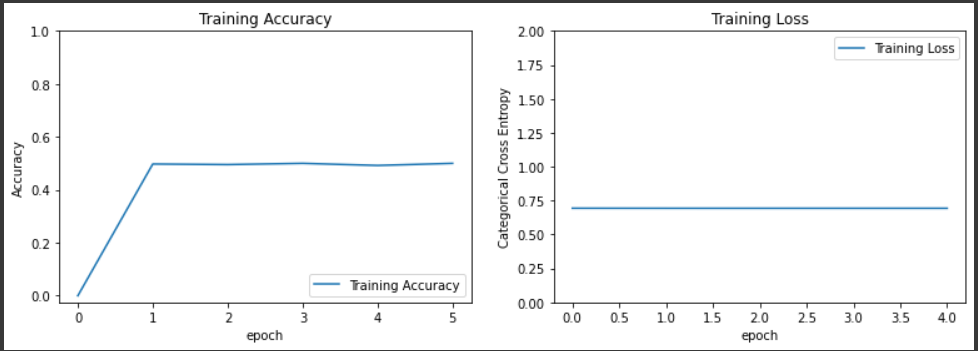 Training Accuracy
1.0
0.8
0.6
0.4
0.2
0.0
Accuracy
Training Accuracy
0 1 2 3 4 5
epoch
Training Loss
2.00
1.75
1.50
1.25
1.00
0.75
0.50
0.25
0.00
Categorical Cross Entropy
Training Loss
0.0 0.5 1.0 1.5 2.0 2.5 3.0 3.5 4.0
epoch